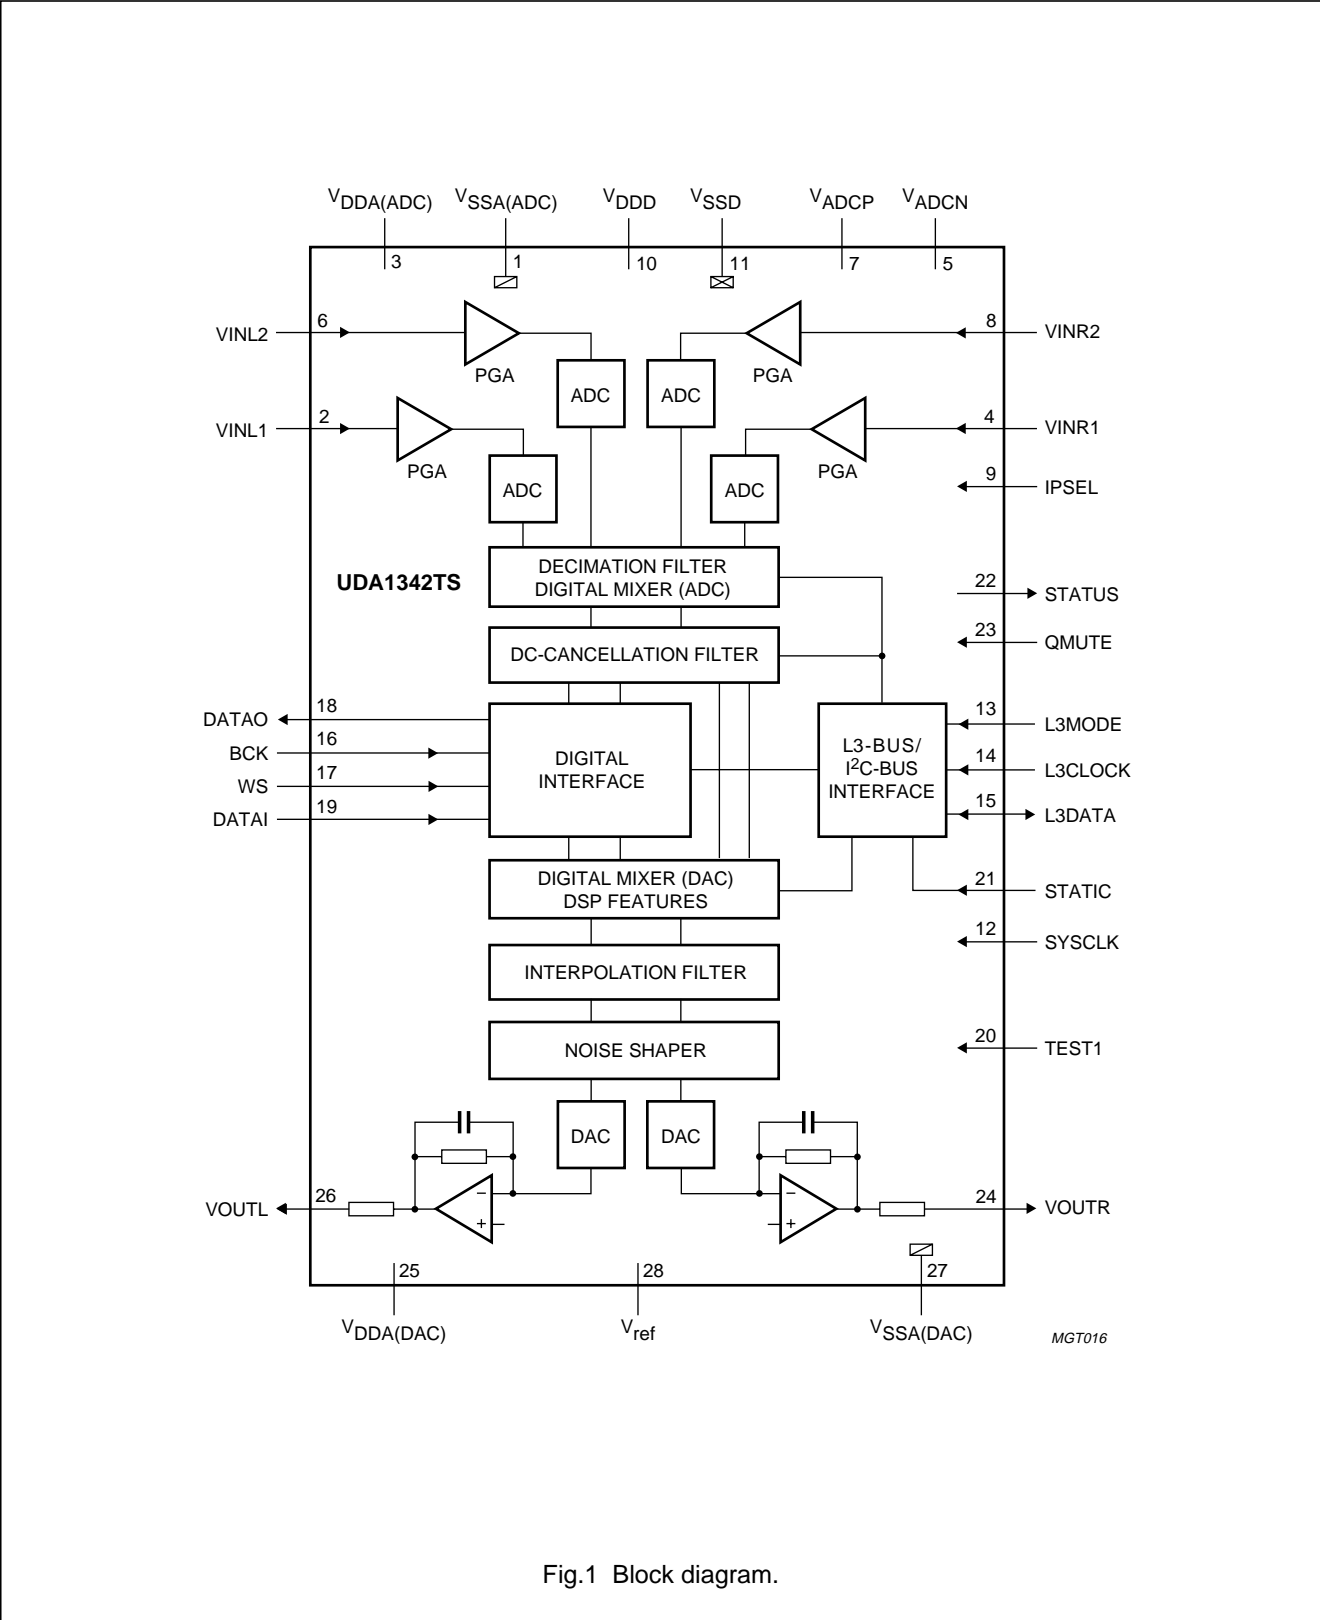 VDDA(ADC) VSSA(ADC) VDDD VSSD VADCP VADCN
3 1 10 11 7 5
VINL2 6 8 VINR2
PGA PGA
ADC ADC
VINL1 2 4 VINR1
PGA PGA
ADC ADC
9 IPSEL
UDA1342TS
DECIMATION FILTER
DIGITAL MIXER (ADC)
22 STATUS
23 QMUTE
DC-CANCELLATION FILTER
DATAO 18
BCK 16
WS 17
DATAI 19
DIGITAL
INTERFACE
L3-BUS/
I2C-BUS
INTERFACE
13 L3MODE
14 L3CLOCK
15 L3DATA
DIGITAL MIXER (DAC)
DSP FEATURES
21 STATIC
12 SYSCLK
INTERPOLATION FILTER
NOISE SHAPER
20 TEST1
DAC DAC
VOUTL 26 − + − + 24 VOUTR
25 28 27
VDDA(DAC) Vref VSSA(DAC)
MGT016
Fig.1 Block diagram.